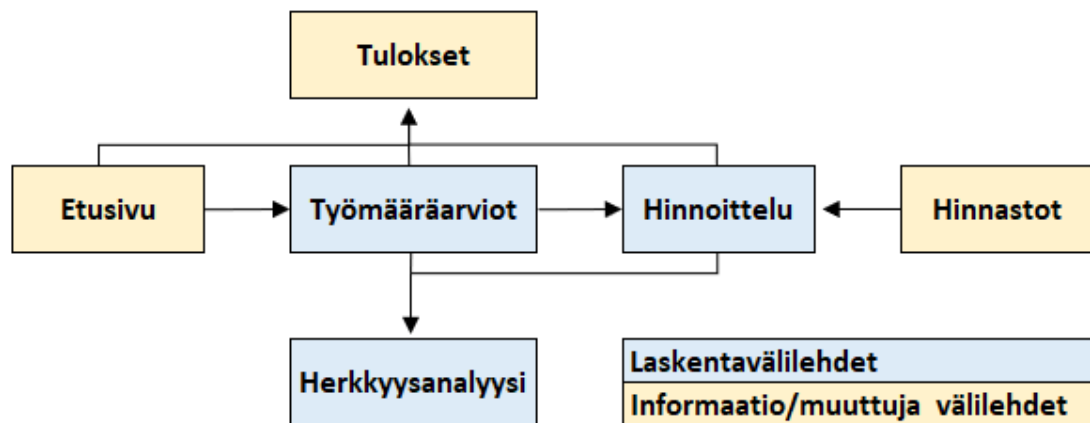 Tulokset
Etusivu
Työmääräarviot
Hinnoittelu
Hinnastot
Herkkyysanalyysi
Laskentavälilehdet
Informaatio/muuttuja välilehdet